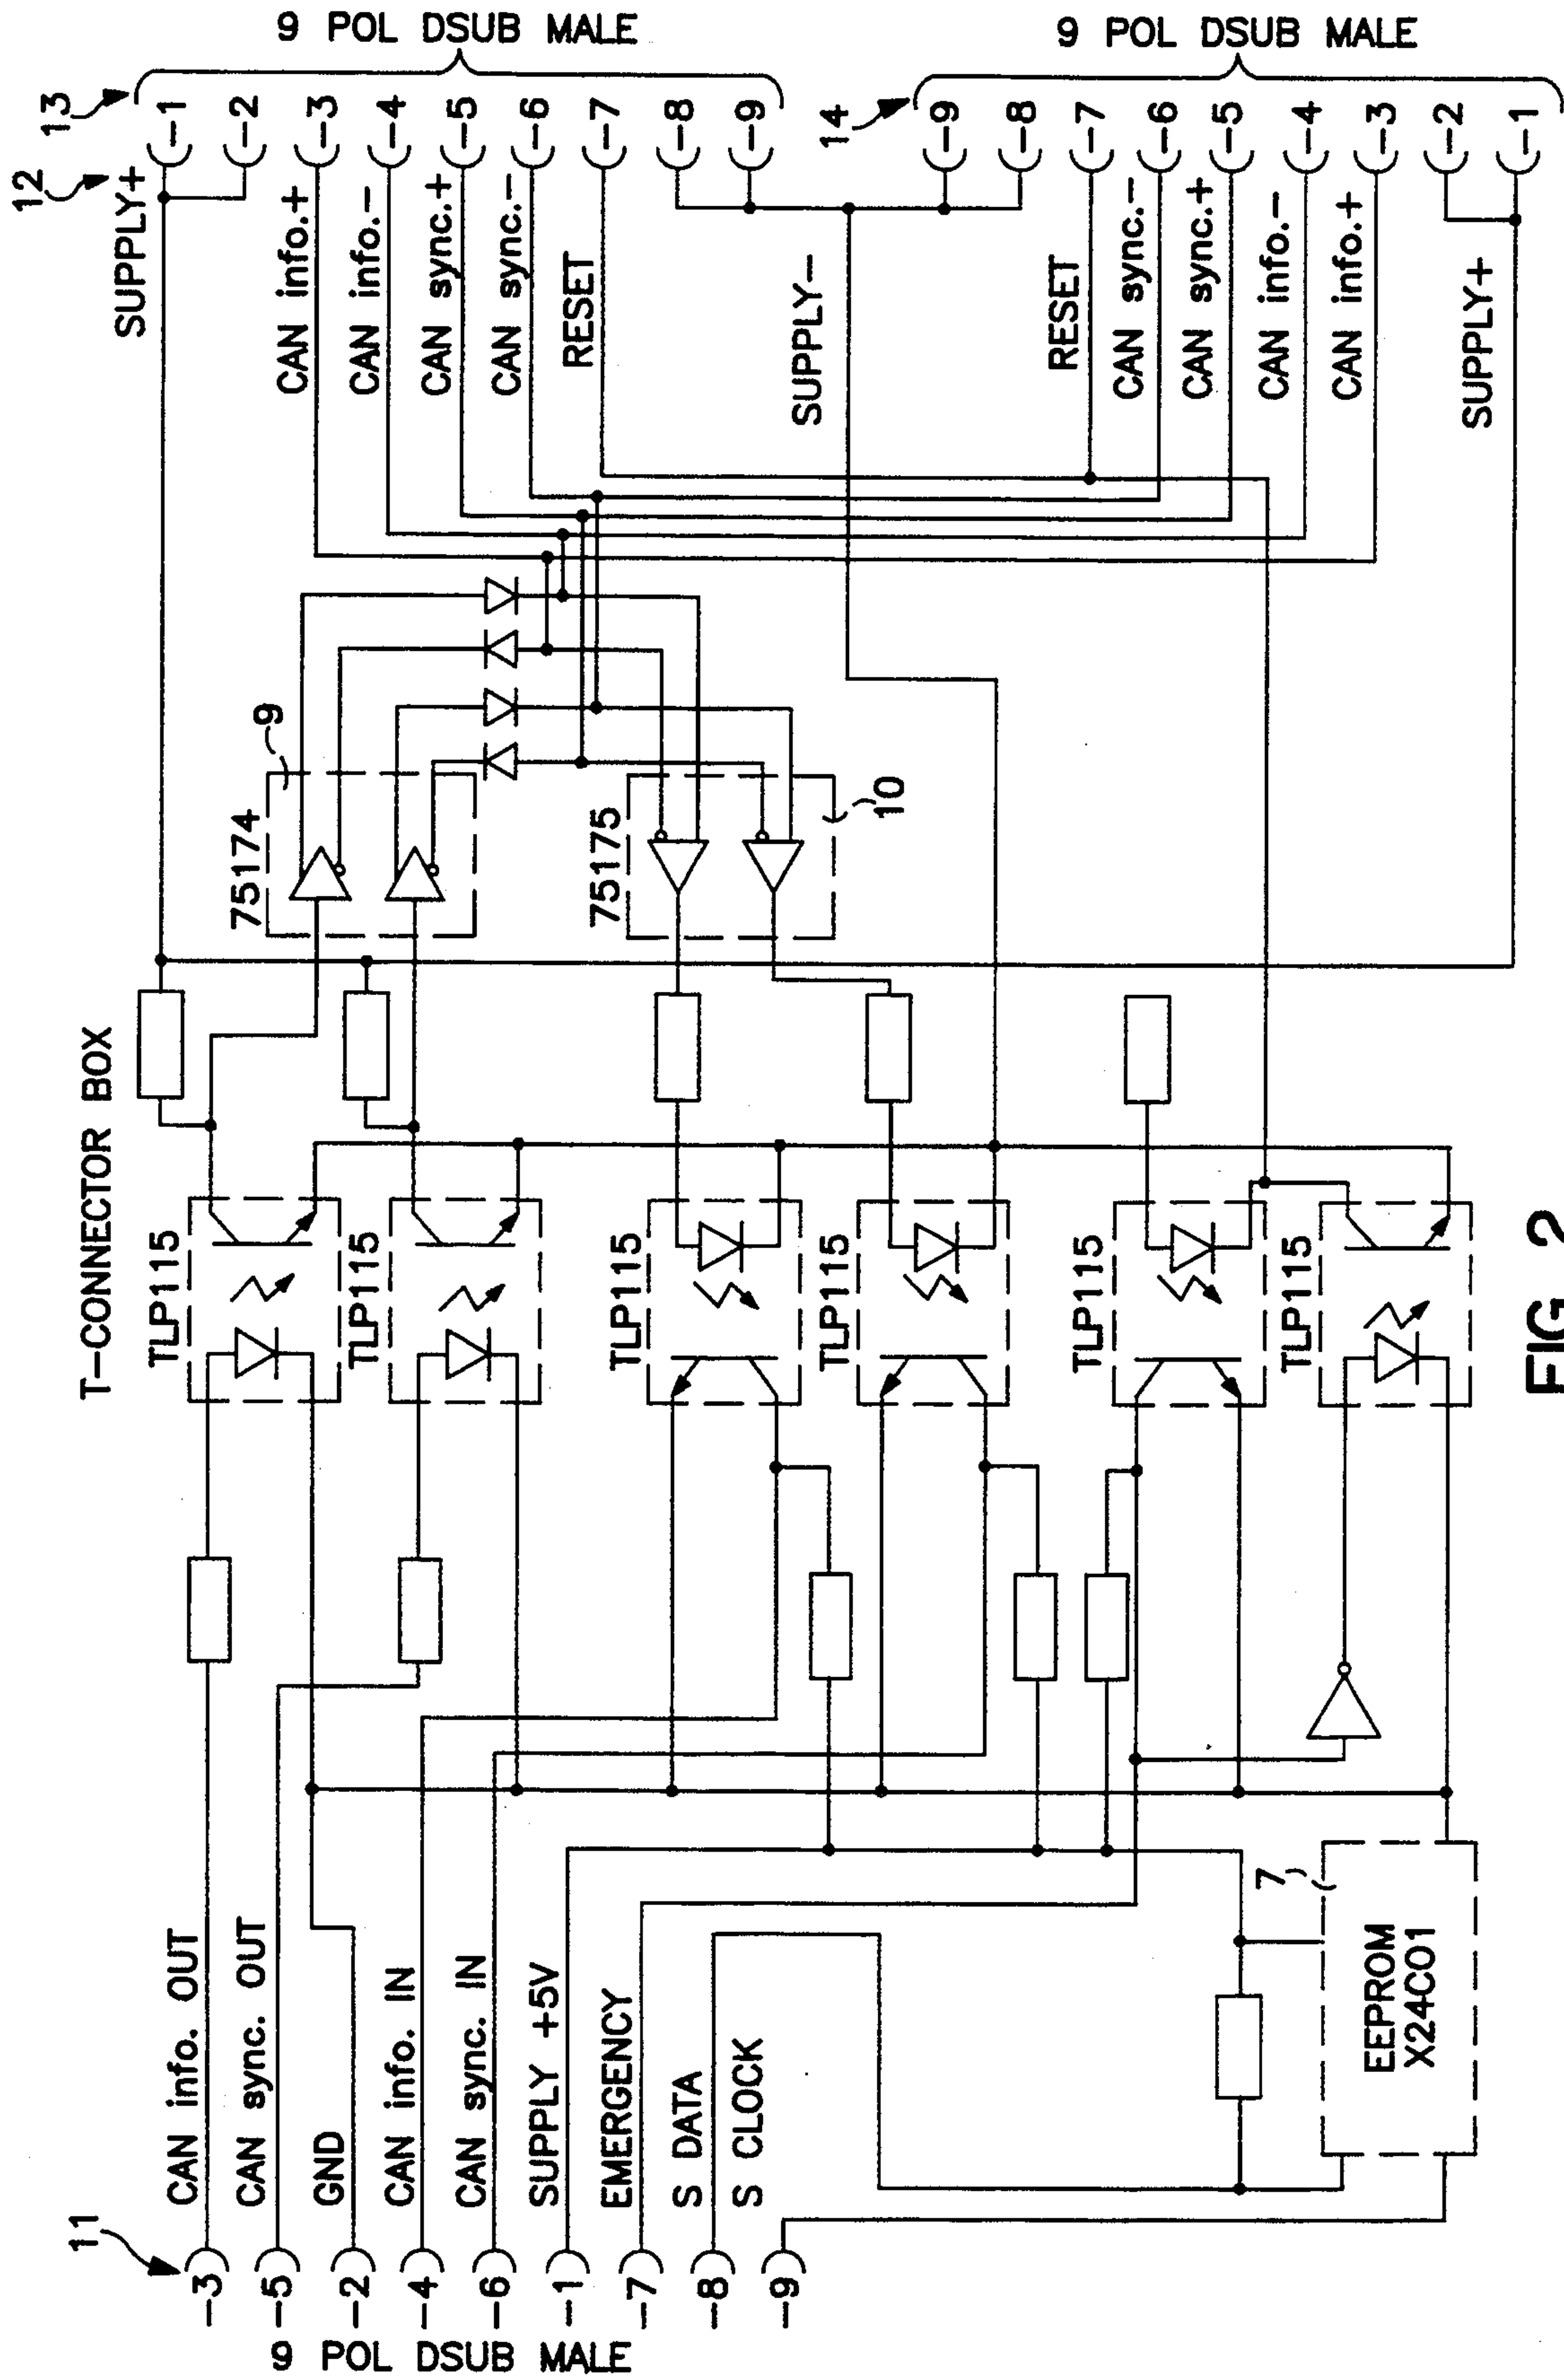 T-CONNECTOR BOX
11
--3
CAN info. OUT
--5
CAN sync. OUT
--2
GND
--4
CAN info. IN
--6
CAN sync. IN
--1
SUPPLY +5V
--7
EMERGENCY
--8
S DATA
--9
S CLOCK
9 POL DSUB MALE
TLP115
TLP115
TLP115
TLP115
TLP115
TLP115
7
EEPROM
X24C01
75174
9
75175
10
12
13
SUPPLY+
--1
--2
CAN info.+
--3
CAN info.-
--4
CAN sync.+
--5
CAN sync.-
--6
RESET
--7
--8
--9
9 POL DSUB MALE
SUPPLY-
14
--9
--8
RESET
--7
CAN sync.-
--6
CAN sync.+
--5
CAN info.-
--4
CAN info.+
--3
--2
SUPPLY+
--1
9 POL DSUB MALE
FIG. 2